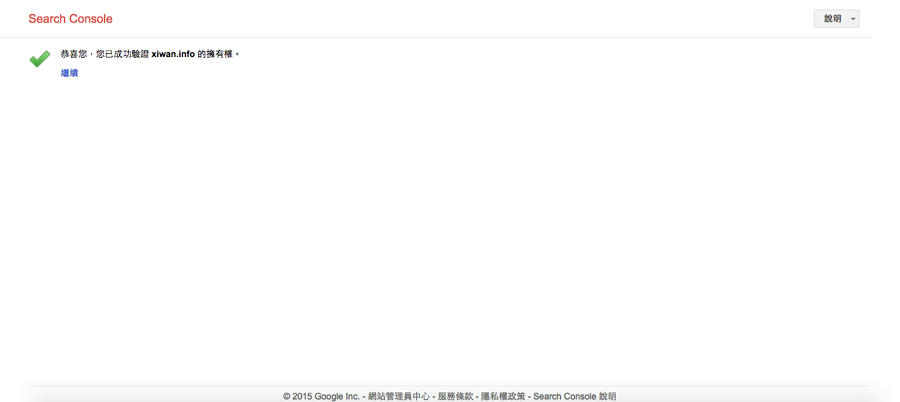 Search Console
說明
恭喜您，您已成功驗證 xiwan.info 的擁有權。
繼續
© 2015 Google Inc. - 網站管理員中心 - 服務條款 - 隱私權政策 - Search Console 說明